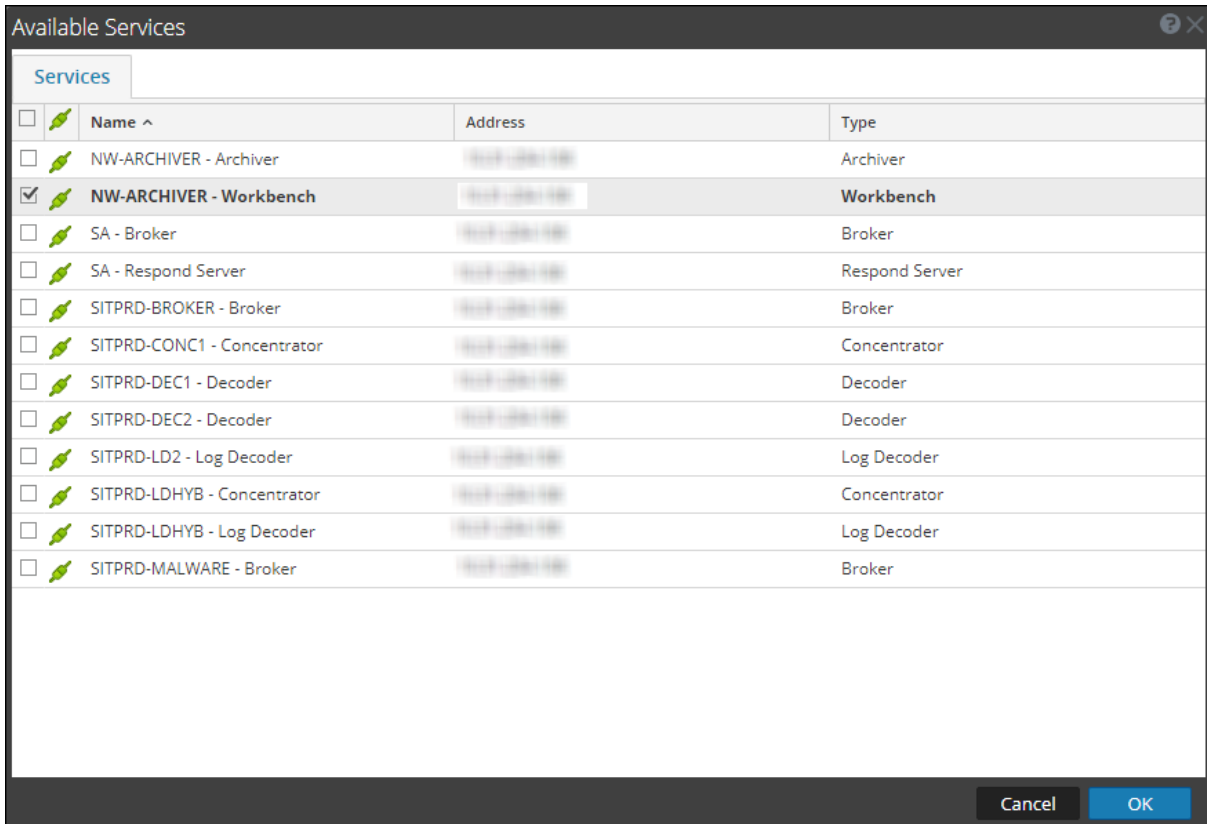 Available Services
Services
Name Address Type
NW-ARCHIVER - Archiver Archiver
NW-ARCHIVER - Workbench Workbench
SA - Broker Broker
SA - Respond Server Respond Server
SITPRD-BROKER - Broker Broker
SITPRD-CONC1 - Concentrator Concentrator
SITPRD-DEC1 - Decoder Decoder
SITPRD-DEC2 - Decoder Decoder
SITPRD-LD2 - Log Decoder Log Decoder
SITPRD-LDHYB - Concentrator Concentrator
SITPRD-LDHYB - Log Decoder Log Decoder
SITPRD-MALWARE - Broker Broker
Cancel OK